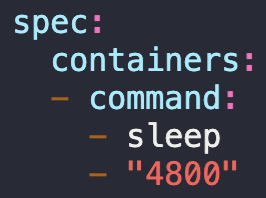 spec:
  containers:
  - command:
    - sleep
    - "4800"